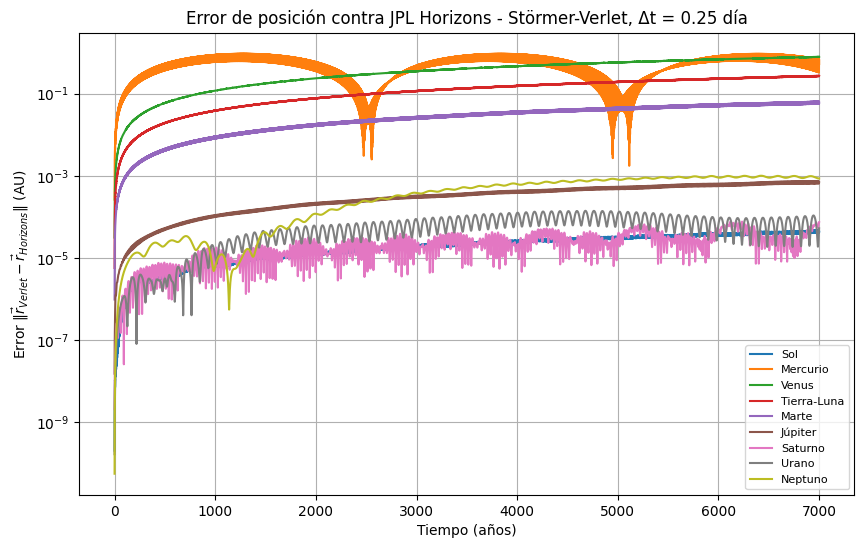 Error de posición contra JPL Horizons - Störmer-Verlet, Δt = 0.25 día
Error ‖r⃗_Verlet − r⃗_Horizons‖ (AU)
10⁻¹
10⁻³
10⁻⁵
10⁻⁷
10⁻⁹
Sol
Mercurio
Venus
Tierra-Luna
Marte
Júpiter
Saturno
Urano
Neptuno
0 1000 2000 3000 4000 5000 6000 7000
Tiempo (años)